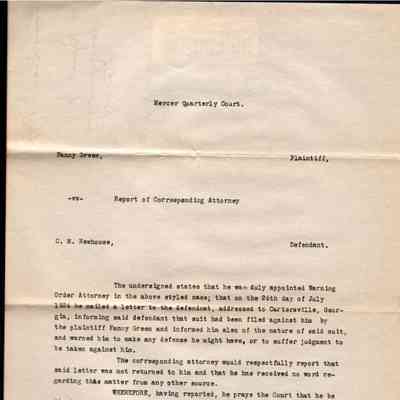 Mercer Quarterly Court.
Fanny Green, Plaintiff,
-vs- Report of Corresponding Attorney
C. M. Newhouse, Defendant.
The undersigned states that he was duly appointed Warning
Order Attorney in the above styled case; that on the 26th day of July
1924 he mailed a letter to the defendant, addressed to Cartersville, Geor-
gia, informing said defendant that suit had been filed against him by
the plaintiff Fanny Green and informed him also of the nature of said suit,
and warned him to make any defense he might have, or to suffer judgment to
be taken against him.
The corresponding attorney would respectfully report that
said letter was not returned to him and that he has received no word re-
garding this matter from any other source.
WHEREFORE, having reported, he prays the Court that he be